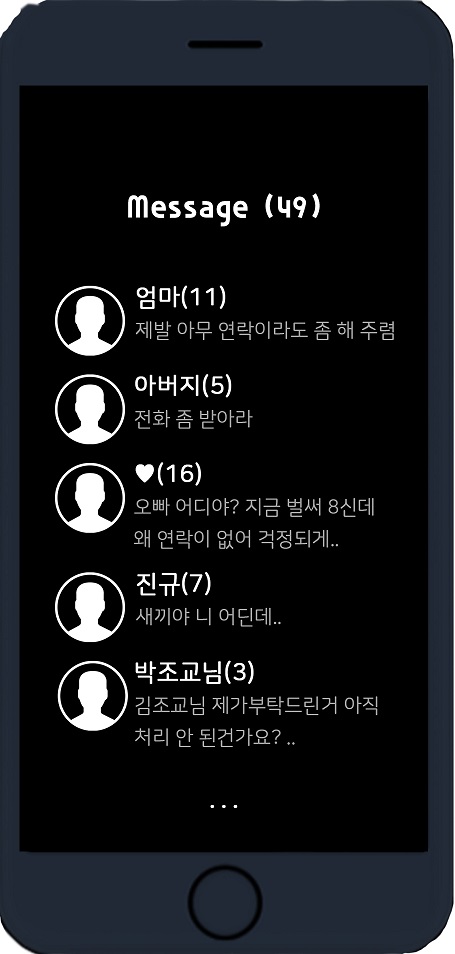 Message (49)
엄마(11)
제발 아무 연락이라도 좀 해 주렴
아버지(5)
전화 좀 받아라
♥(16)
오빠 어디야? 지금 벌써 8신데
왜 연락이 없어 걱정되게..
진규(7)
새끼야 니 어딘데..
박조교님(3)
김조교님 제가부탁드린거 아직
처리 안 된건가요? ..
...